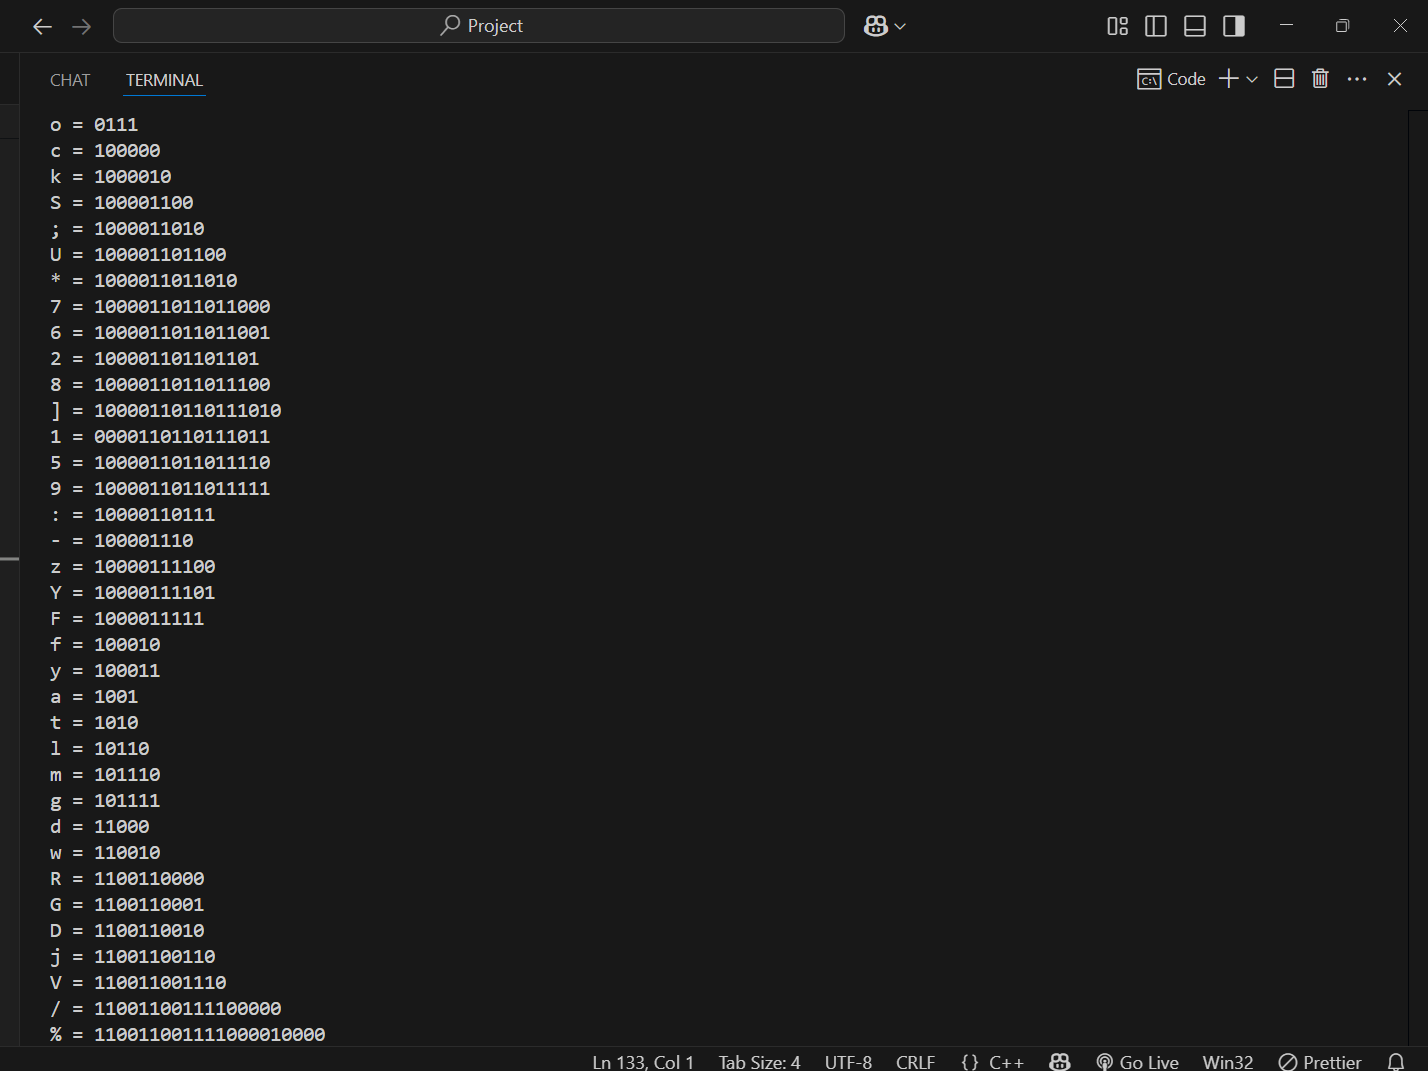 Project
CHAT TERMINAL Code
o = 0111
c = 100000
k = 1000010
S = 100001100
; = 1000011010
U = 100001101100
* = 1000011011010
7 = 1000011011011000
6 = 1000011011011001
2 = 100001101101101
8 = 1000011011011100
] = 10000110110111010
1 = 0000110110111011
5 = 1000011011011110
9 = 1000011011011111
: = 10000110111
- = 100001110
z = 10000111100
Y = 10000111101
F = 1000011111
f = 100010
y = 100011
a = 1001
t = 1010
l = 10110
m = 101110
g = 101111
d = 11000
w = 110010
R = 1100110000
G = 1100110001
D = 1100110010
j = 11001100110
V = 110011001110
/ = 11001100111100000
% = 110011001111000010000
Ln 133, Col 1 Tab Size: 4 UTF-8 CRLF {} C++ Go Live Win32 Prettier